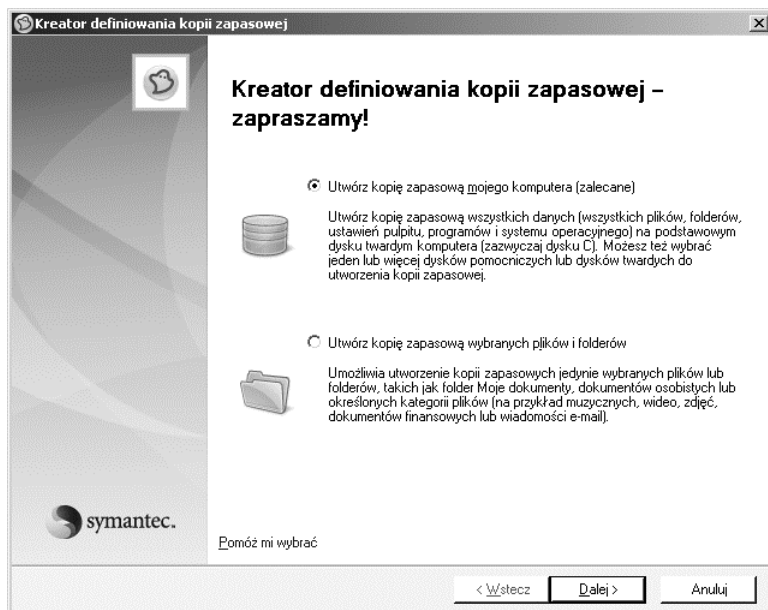 Kreator definiowania kopii zapasowej
Kreator definiowania kopii zapasowej –
zapraszamy!
Utwórz kopię zapasową mojego komputera (zalecane)
Utwórz kopię zapasową wszystkich danych (wszystkich plików, folderów,
ustawień pulpitu, programów i systemu operacyjnego) na podstawowym
dysku twardym komputera (zazwyczaj dysku C). Możesz też wybrać
jeden lub więcej dysków pomocniczych lub dysków twardych do
utworzenia kopii zapasowej.
Utwórz kopię zapasową wybranych plików i folderów
Umożliwia utworzenie kopii zapasowych jedynie wybranych plików lub
folderów, takich jak folder Moje dokumenty, dokumentów osobistych lub
określonych kategorii plików (na przykład muzycznych, wideo, zdjęć,
dokumentów finansowych lub wiadomości e-mail).
symantec.
Pomóż mi wybrać
< Wstecz
Dalej >
Anuluj